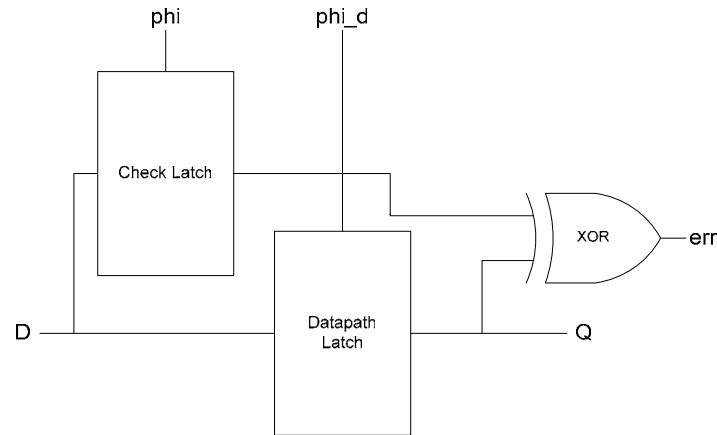 phi
phi_d
Check Latch
XOR
err
D
Datapath
Latch
Q